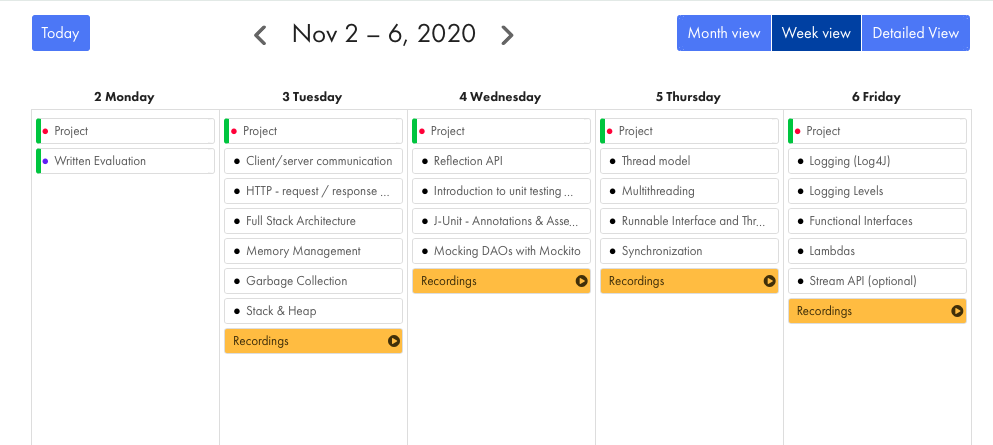 Today
Nov 2 – 6, 2020
Month view
Week view
Detailed View
2 Monday
3 Tuesday
4 Wednesday
5 Thursday
6 Friday
Project
Written Evaluation
Project
Client/server communication
HTTP - request / response ...
Full Stack Architecture
Memory Management
Garbage Collection
Stack & Heap
Recordings
Project
Reflection API
Introduction to unit testing ...
J-Unit - Annotations & Asse...
Mocking DAOs with Mockito
Recordings
Project
Thread model
Multithreading
Runnable Interface and Thr...
Synchronization
Recordings
Project
Logging (Log4J)
Logging Levels
Functional Interfaces
Lambdas
Stream API (optional)
Recordings